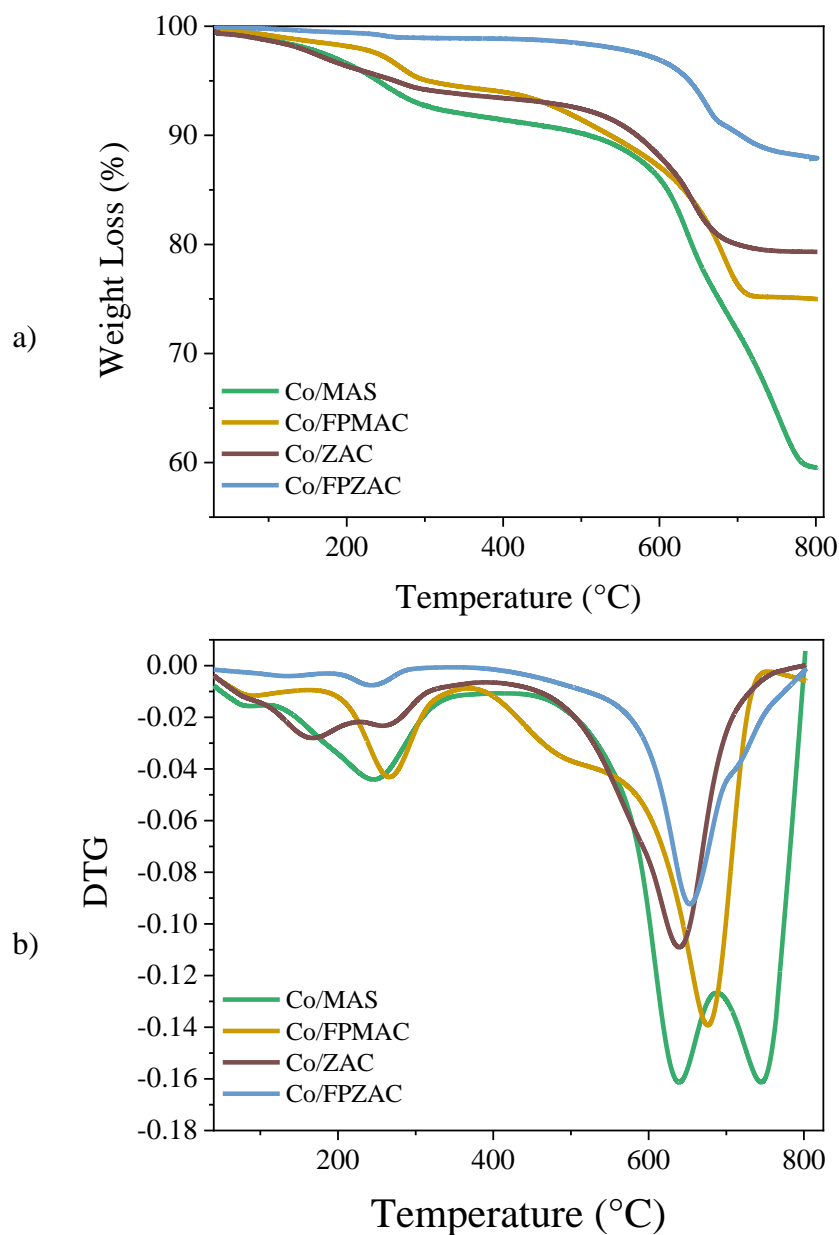 a)
Weight Loss (%)
100
90
80
70
60
Co/MAS
Co/FPMAC
Co/ZAC
Co/FPZAC
200 400 600 800
Temperature (°C)
b)
DTG
0.00
-0.02
-0.04
-0.06
-0.08
-0.10
-0.12
-0.14
-0.16
-0.18
Co/MAS
Co/FPMAC
Co/ZAC
Co/FPZAC
200 400 600 800
Temperature (°C)